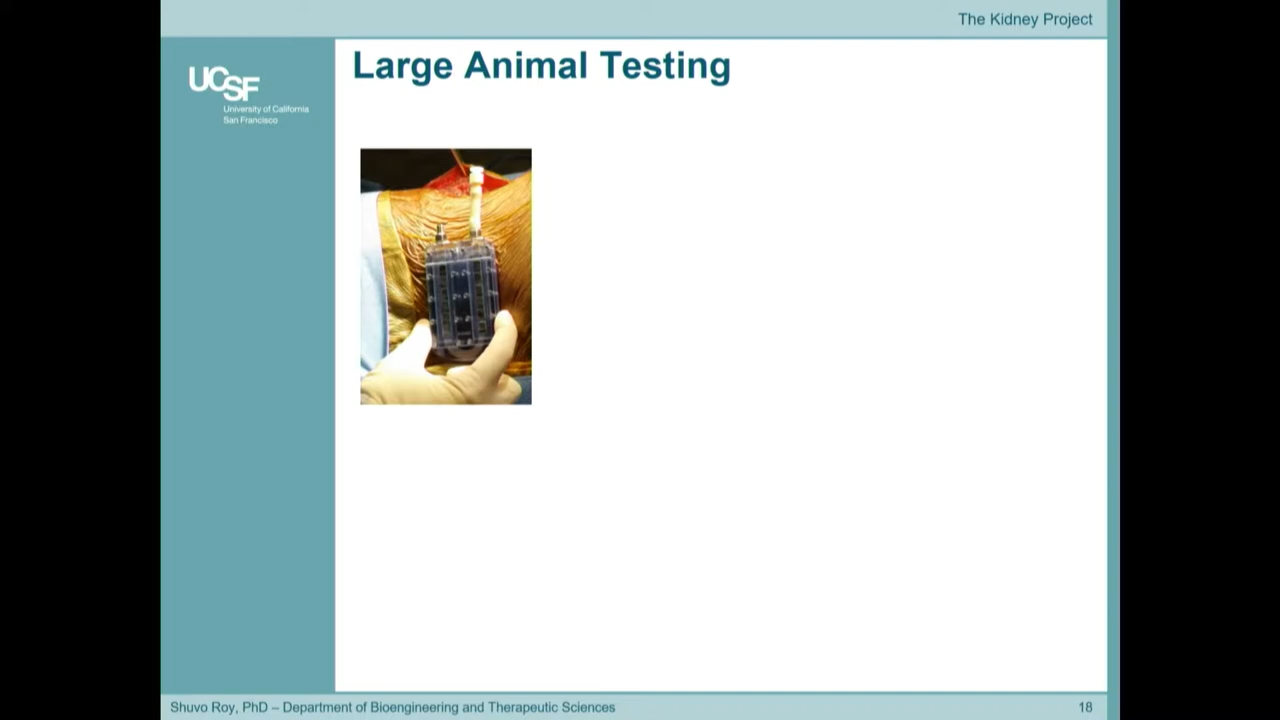 The Kidney Project
Large Animal Testing
UCSF
University of California
San Francisco
Shuvo Roy, PhD – Department of Bioengineering and Therapeutic Sciences
18